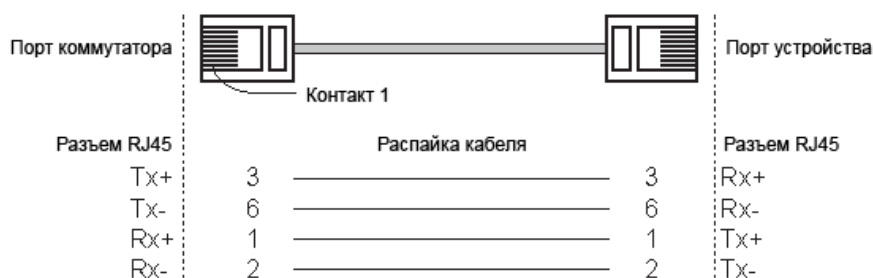 Порт коммутатора
Порт устройства
Контакт 1
Разъем RJ45 Распайка кабеля Разъем RJ45
Tx+ 3 3 Rx+
Tx- 6 6 Rx-
Rx+ 1 1 Tx+
Rx- 2 2 Tx-